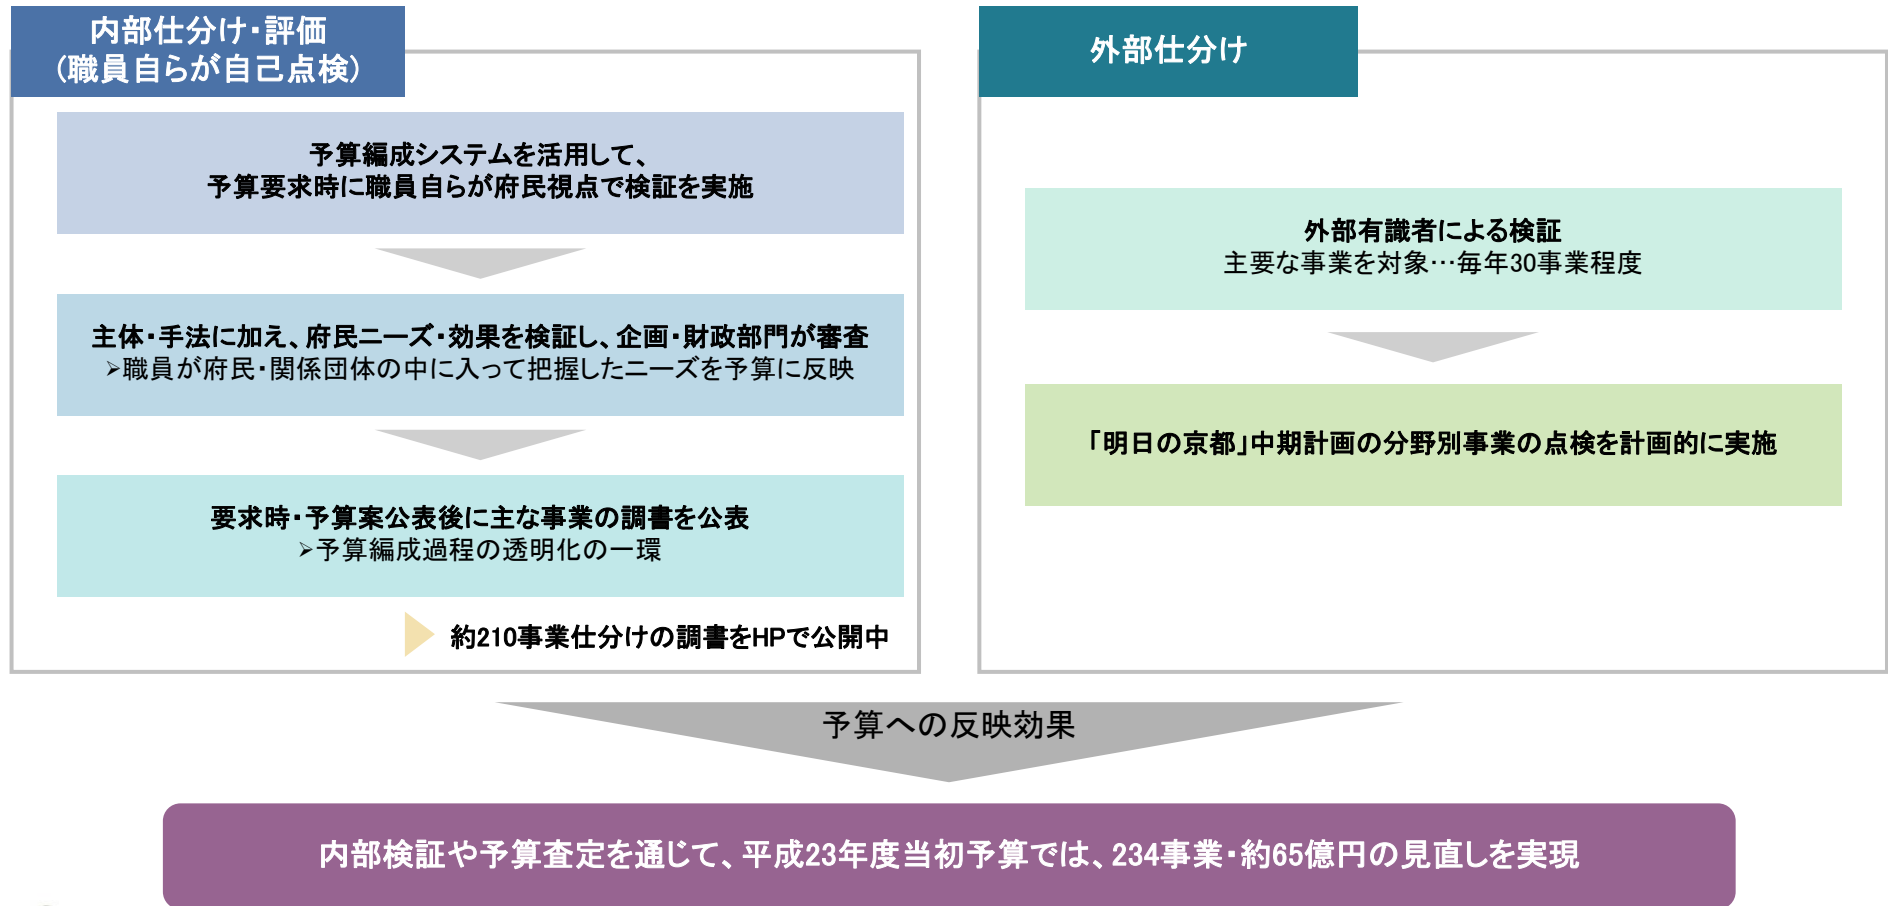 内部仕分け・評価
(職員自らが自己点検)
予算編成システムを活用して、
予算要求時に職員自らが府民視点で検証を実施
主体・手法に加え、府民ニーズ・効果を検証し、企画・財政部門が審査
➢職員が府民・関係団体の中に入って把握したニーズを予算に反映
要求時・予算案公表後に主な事業の調書を公表
➢予算編成過程の透明化の一環
約210事業仕分けの調書をHPで公開中
外部仕分け
外部有識者による検証
主要な事業を対象…毎年30事業程度
「明日の京都」中期計画の分野別事業の点検を計画的に実施
予算への反映効果
内部検証や予算査定を通じて、平成23年度当初予算では、234事業・約65億円の見直しを実現